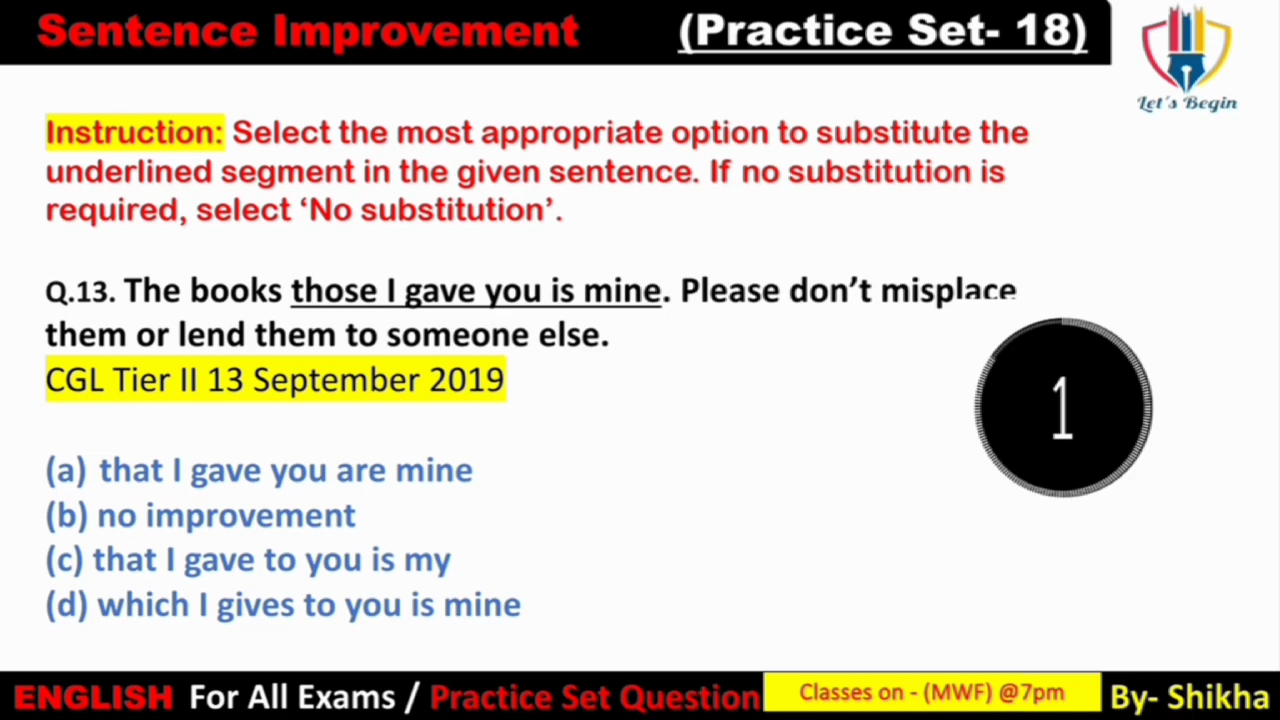 Sentence Improvement (Practice Set- 18)
Let's Begin
Instruction: Select the most appropriate option to substitute the
underlined segment in the given sentence. If no substitution is
required, select ‘No substitution’.
Q.13. The books those I gave you is mine. Please don’t misplace
them or lend them to someone else.
CGL Tier II 13 September 2019
1
(a) that I gave you are mine
(b) no improvement
(c) that I gave to you is my
(d) which I gives to you is mine
ENGLISH For All Exams / Practice Set Question Classes on - (MWF) @7pm By- Shikha